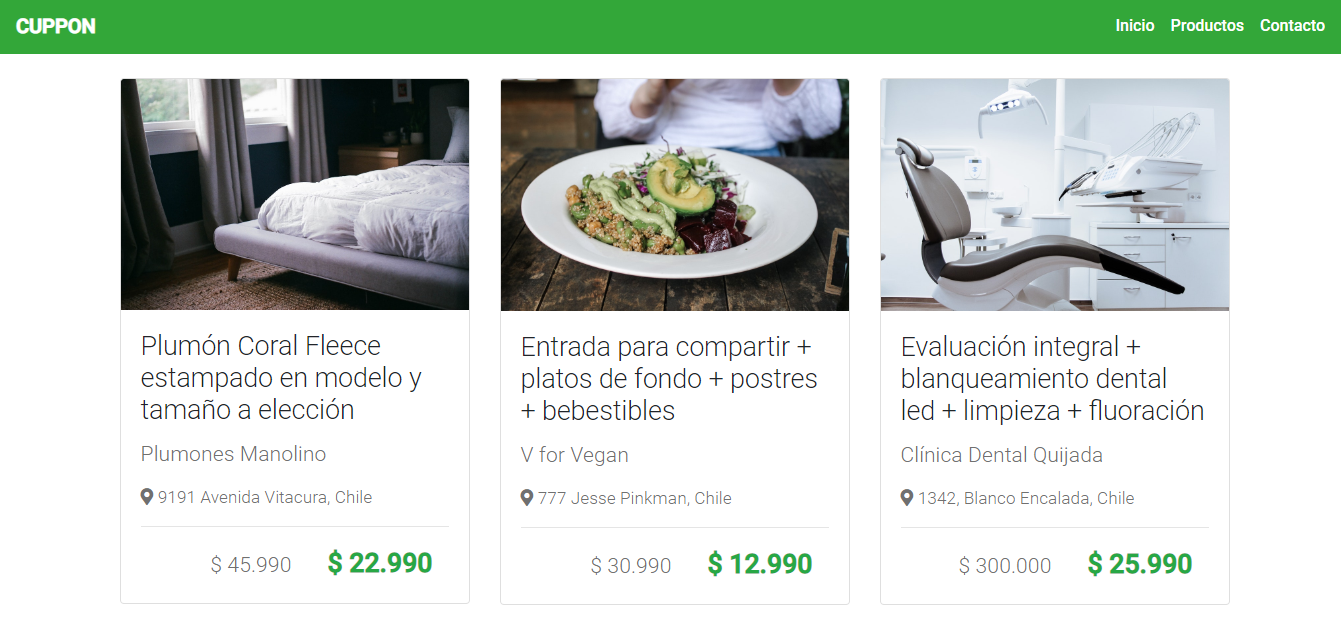 CUPPON
Inicio Productos Contacto
Plumón Coral Fleece
estampado en modelo y
tamaño a elección
Plumones Manolino
9191 Avenida Vitacura, Chile
$ 45.990 $ 22.990
Entrada para compartir +
platos de fondo + postres
+ bebestibles
V for Vegan
777 Jesse Pinkman, Chile
$ 30.990 $ 12.990
Evaluación integral +
blanqueamiento dental
led + limpieza + fluoración
Clínica Dental Quijada
1342, Blanco Encalada, Chile
$ 300.000 $ 25.990